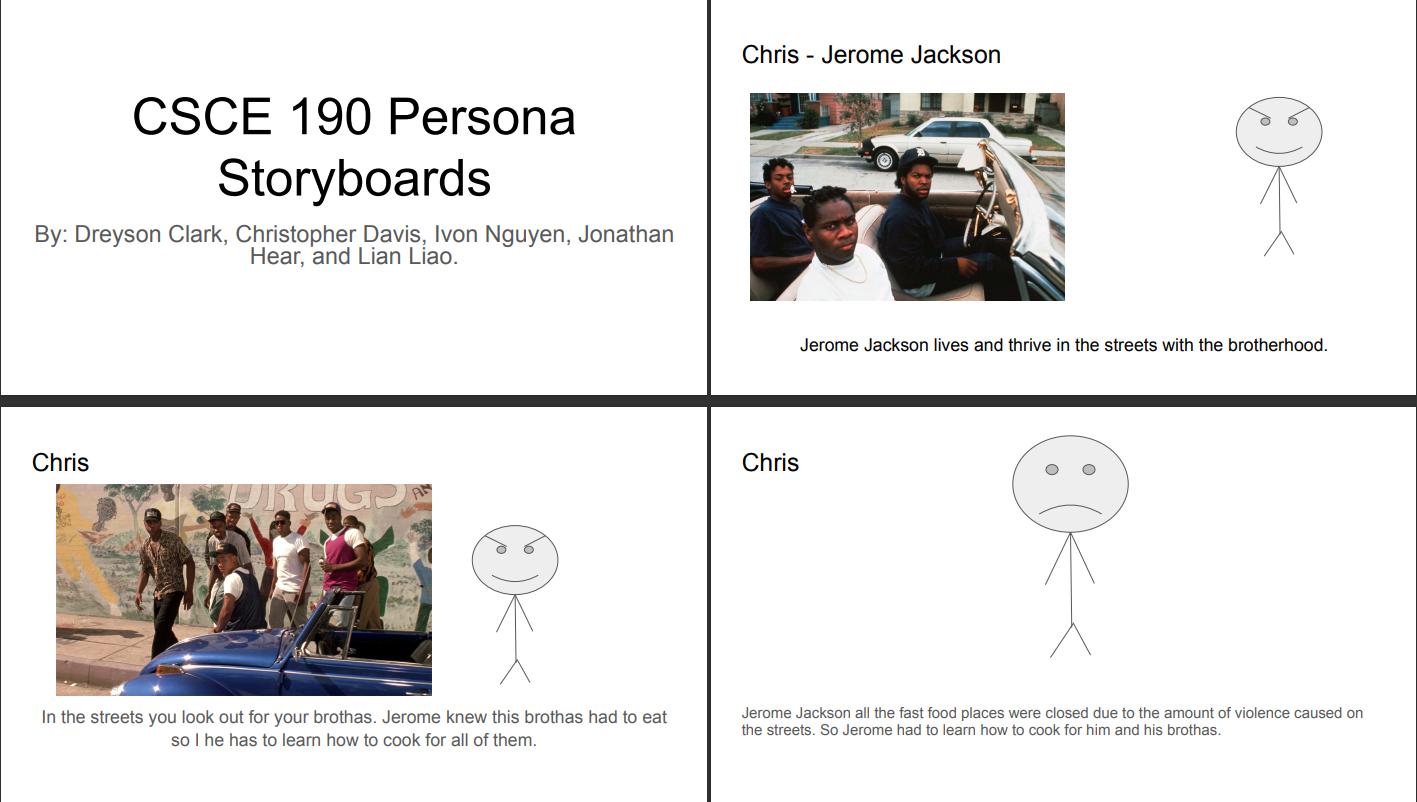 CSCE 190 Persona
Storyboards
By: Dreyson Clark, Christopher Davis, Ivon Nguyen, Jonathan
Hear, and Lian Liao.
Chris - Jerome Jackson
Jerome Jackson lives and thrive in the streets with the brotherhood.
Chris
DRUGS AN
In the streets you look out for your brothas. Jerome knew this brothas had to eat
so I he has to learn how to cook for all of them.
Chris
Jerome Jackson all the fast food places were closed due to the amount of violence caused on
the streets. So Jerome had to learn how to cook for him and his brothas.